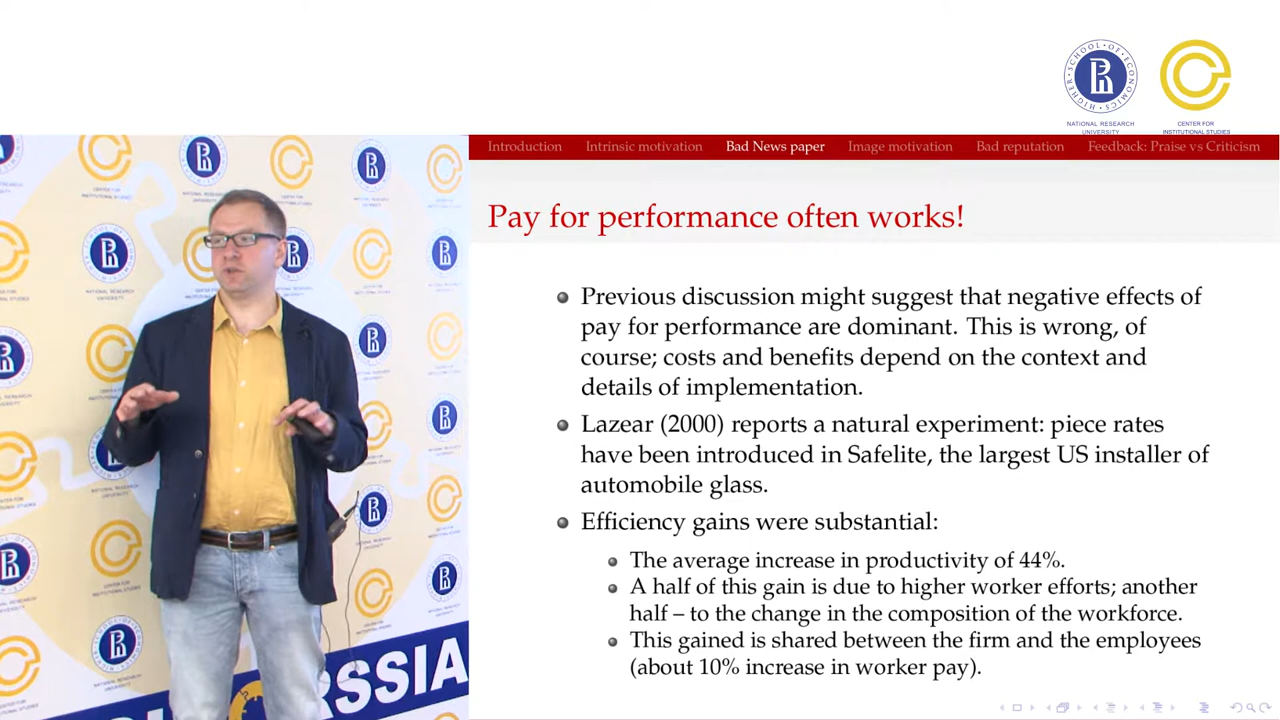 HIGHER SCHOOL OF ECONOMICS
NATIONAL RESEARCH
UNIVERSITY
CENTER FOR
INSTITUTIONAL STUDIES
Introduction Intrinsic motivation Bad News paper Image motivation Bad reputation Feedback: Praise vs Criticism
Pay for performance often works!
Previous discussion might suggest that negative effects of
pay for performance are dominant. This is wrong, of
course; costs and benefits depend on the context and
details of implementation.
Lazear (2000) reports a natural experiment: piece rates
have been introduced in Safelite, the largest US installer of
automobile glass.
Efficiency gains were substantial:
The average increase in productivity of 44%.
A half of this gain is due to higher worker efforts; another
half – to the change in the composition of the workforce.
This gained is shared between the firm and the employees
(about 10% increase in worker pay).
RSSIA